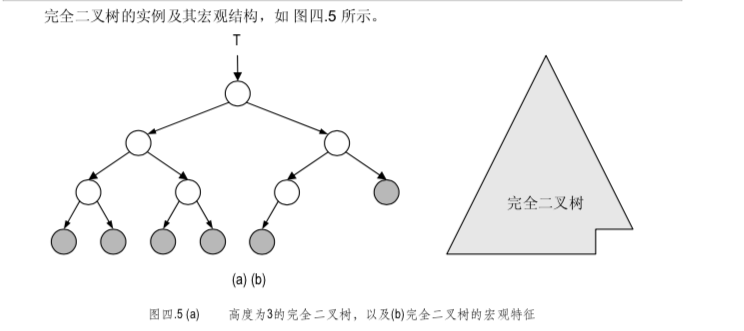 完全二叉树的实例及其宏观结构，如 图四.5 所示。
T
完全二叉树
(a) (b)
图四.5 (a) 高度为3的完全二叉树，以及(b)完全二叉树的宏观特征